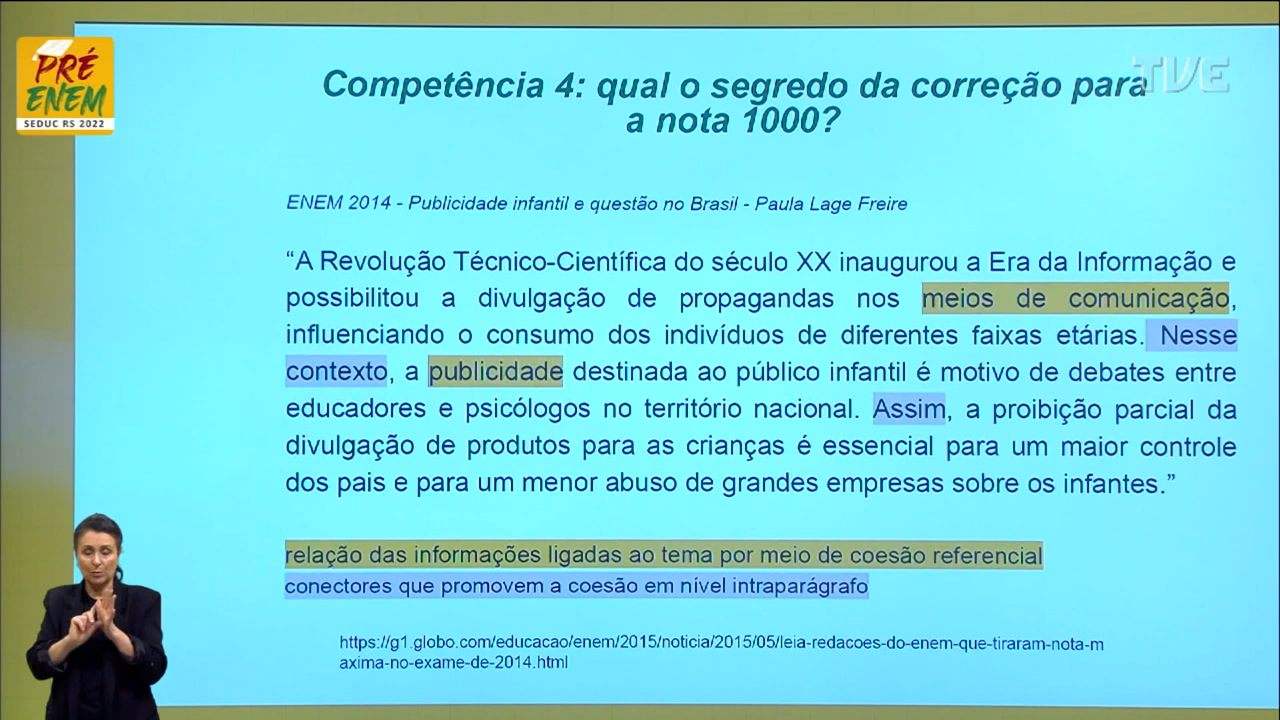 PRÉ
ENEM
SEDUC RS 2022
TVE
Competência 4: qual o segredo da correção para
a nota 1000?
ENEM 2014 - Publicidade infantil e questão no Brasil - Paula Lage Freire
“A Revolução Técnico-Científica do século XX inaugurou a Era da Informação e
possibilitou a divulgação de propagandas nos meios de comunicação,
influenciando o consumo dos indivíduos de diferentes faixas etárias. Nesse
contexto, a publicidade destinada ao público infantil é motivo de debates entre
educadores e psicólogos no território nacional. Assim, a proibição parcial da
divulgação de produtos para as crianças é essencial para um maior controle
dos pais e para um menor abuso de grandes empresas sobre os infantes.”
relação das informações ligadas ao tema por meio de coesão referencial
conectores que promovem a coesão em nível intraparágrafo
https://g1.globo.com/educacao/enem/2015/noticia/2015/05/leia-redacoes-do-enem-que-tiraram-nota-m
axima-no-exame-de-2014.html